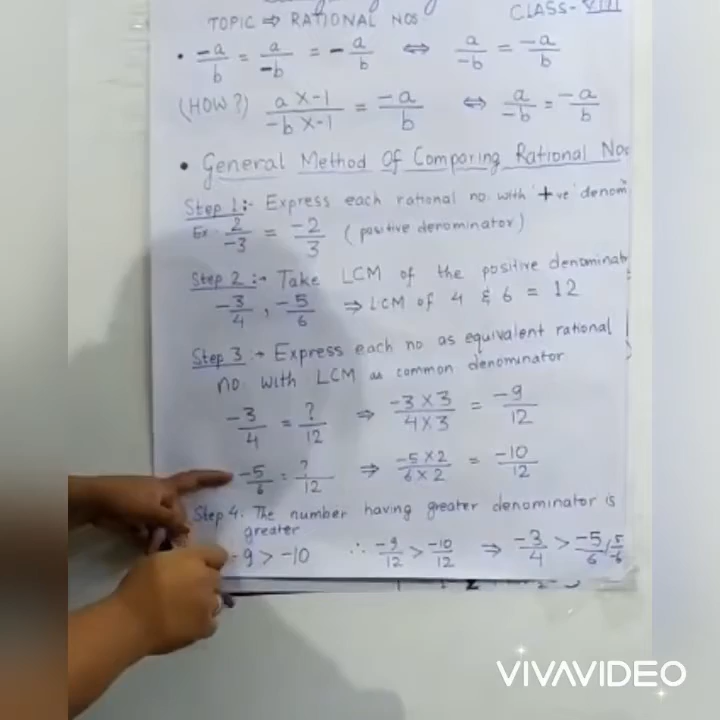 TOPIC ⇒ RATIONAL NOS CLASS-VIII
• -a/b = a/-b = -a/b ⇔ a/-b = -a/b
(HOW?) a×-1/-b×-1 = -a/b ⇔ a/-b = -a/b
• General Method Of Comparing Rational Nos
Step 1:- Express each rational no. with '+ve' denom
Ex. 2/-3 = -2/3 (positive denominator)
Step 2:- Take LCM of the positive denominat
-3/4, -5/6 ⇒ LCM of 4 & 6 = 12
Step 3 :- Express each no as equivalent rational
no. with LCM as common denominator
-3/4 = ?/12 ⇒ -3×3/4×3 = -9/12
-5/6 = ?/12 ⇒ -5×2/6×2 = -10/12
Step 4. The number having greater denominator is
greater
-9 > -10 ∴ -9/12 > -10/12 ⇒ -3/4 > -5/6 / 5/-6
VIVAVIDEO